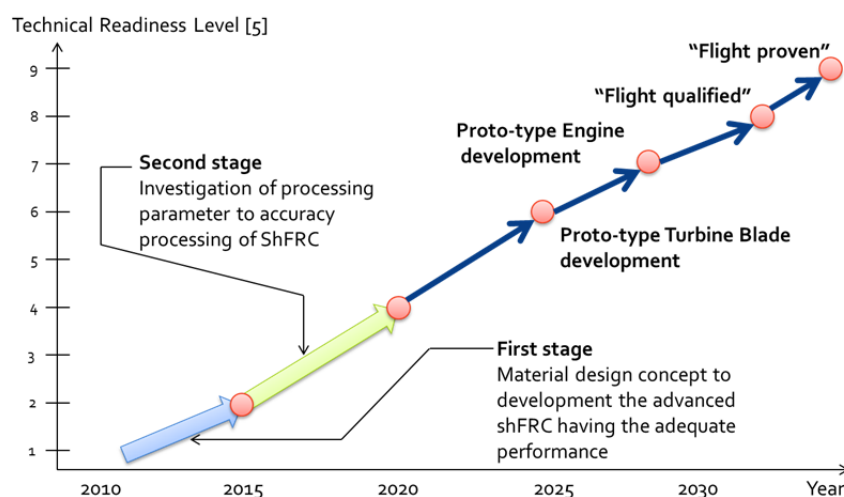 Technical Readiness Level [5]
9
8
7
6
5
4
3
2
1
"Flight proven"
"Flight qualified"
Proto-type Engine
development
Proto-type Turbine Blade
development
Second stage
Investigation of processing
parameter to accuracy
processing of ShFRC
First stage
Material design concept to
development the advanced
shFRC having the adequate
performance
2010
2015
2020
2025
2030
Year